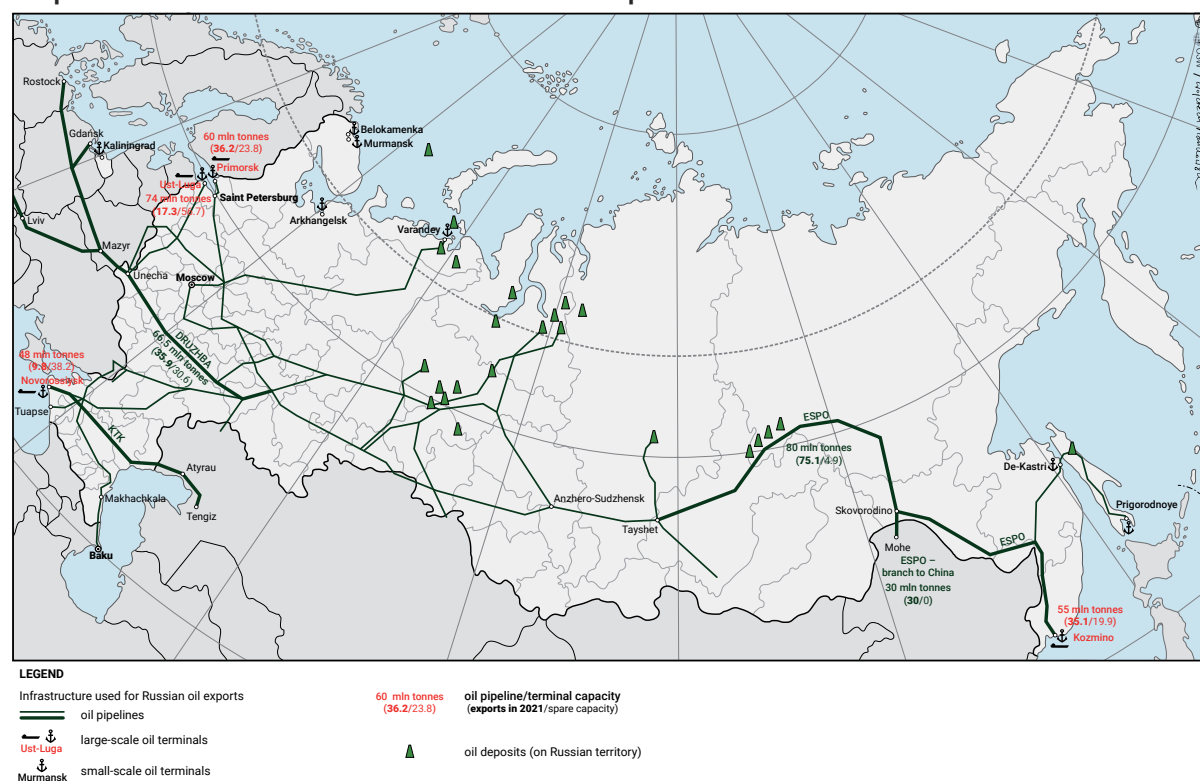 Rostock
Gdańsk
Kaliningrad
60 mln tonnes
(36.2/23.8)
Primorsk
Belokamenka
Murmansk
Ust-Luga
74 mln tonnes
Saint Petersburg
Arkhangelsk
Varandey
Lviv
Mazyr
Unecha
Moscow
DRUZHBA
66.5 mln tonnes
(35.9/30.6)
48 mln tonnes
(9.8/38.2)
Novorossiysk
Tuapse
KTK
Atyrau
Makhachkala
Tengiz
Baku
Anzhero-Sudzhensk
Tayshet
ESPO
80 mln tonnes
(75.1/4.9)
Skovorodino
Mohe
ESPO –
branch to China
30 mln tonnes
(30/0)
ESPO
De-Kastri
Prigorodnoye
55 mln tonnes
(35.1/19.9)
Kozmino
LEGEND
Infrastructure used for Russian oil exports
oil pipelines
Ust-Luga
large-scale oil terminals
Murmansk
small-scale oil terminals
60 mln tonnes
(36.2/23.8)
oil pipeline/terminal capacity
(exports in 2021/spare capacity)
oil deposits (on Russian territory)